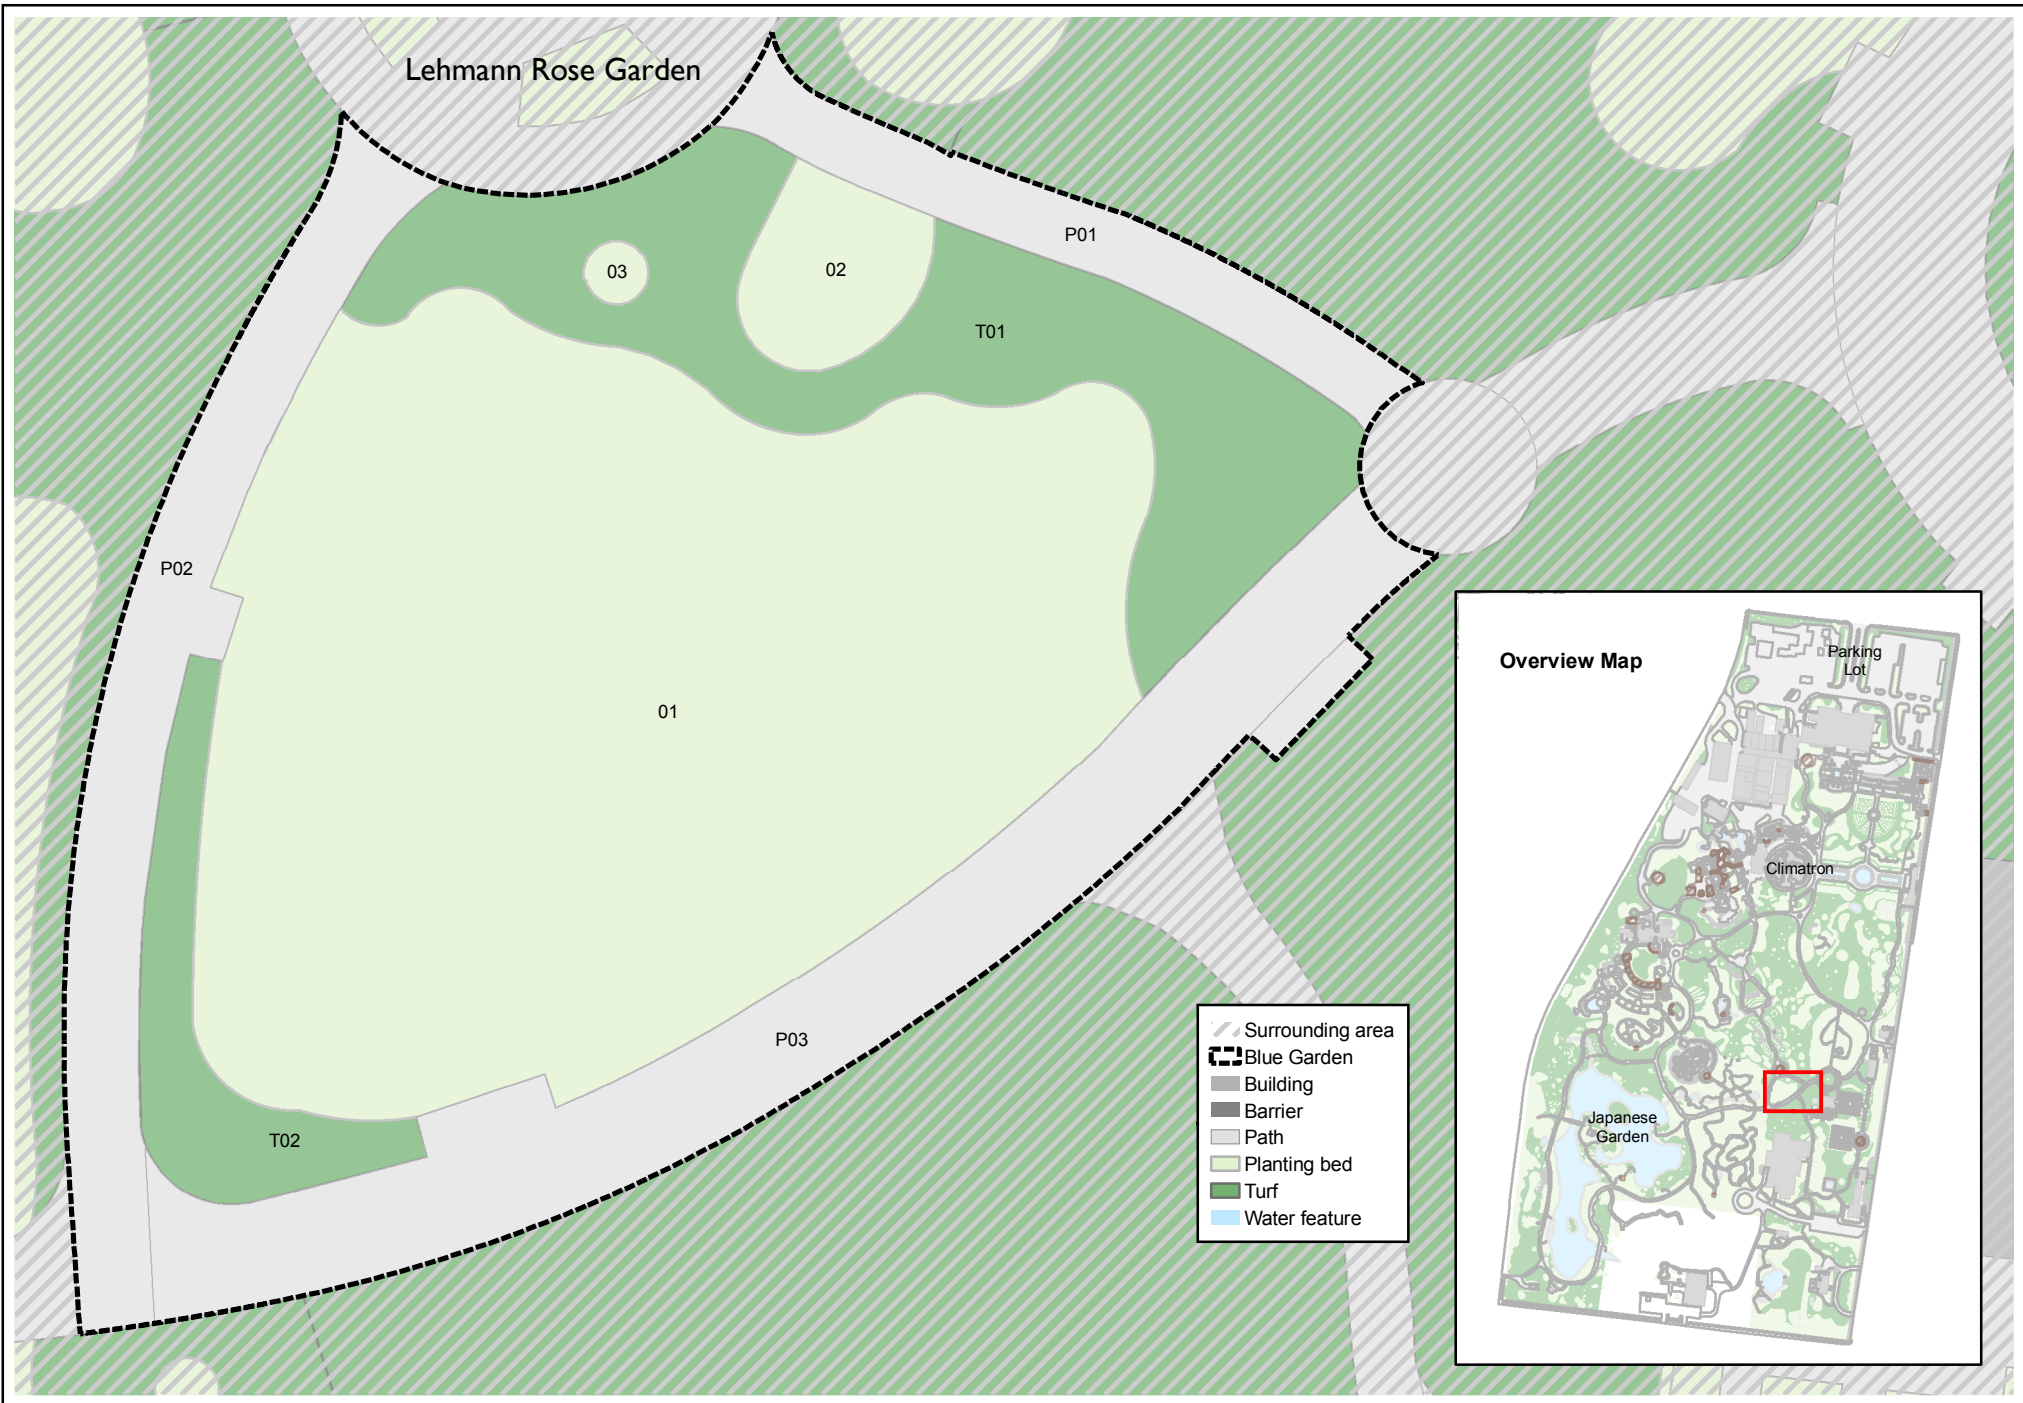 Lehmann Rose Garden
P01
03
02
T01
P02
01
P03
T02
Surrounding area
Blue Garden
Building
Barrier
Path
Planting bed
Turf
Water feature
Overview Map
Parking
Lot
Climatron
Japanese
Garden